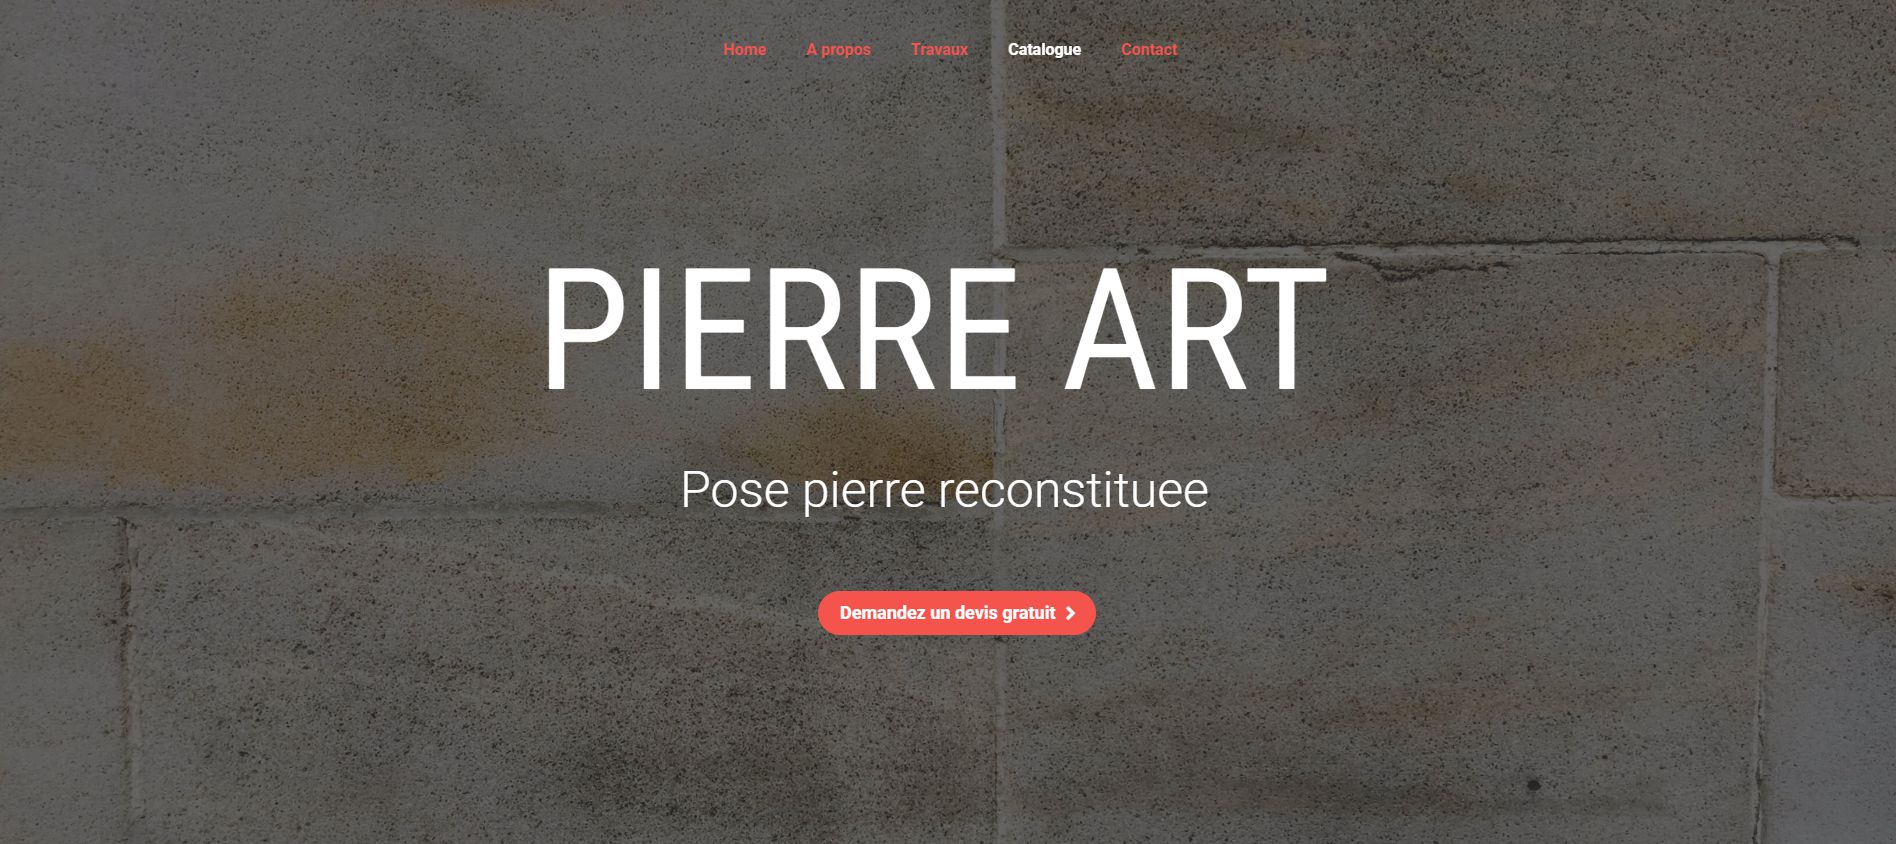 Home A propos Travaux Catalogue Contact
PIERRE ART
Pose pierre reconstituee
Demandez un devis gratuit